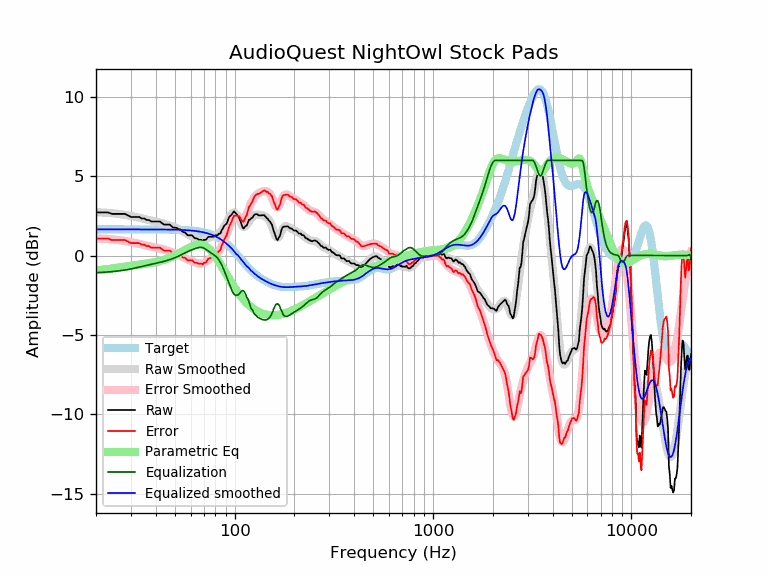 AudioQuest NightOwl Stock Pads
10
5
0
−5
−10
−15
Amplitude (dBr)
Target
Raw Smoothed
Error Smoothed
Raw
Error
Parametric Eq
Equalization
Equalized smoothed
100 1000 10000
Frequency (Hz)